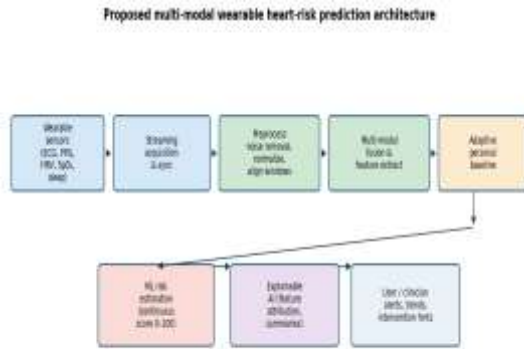 Proposed multi-modal wearable heart-risk prediction architecture
Wearable
sensors
(ECG, PPG,
HRV, SpO₂,
sleep)
Streaming
acquisition
& sync
Preprocess
noise removal,
normalize,
align windows
Multi-modal
fusion &
feature extract
Adaptive
personal
baseline
ML risk
estimation
(continuous
score 0-100)
Explainable
AI (feature
attribution,
User / clinician
alerts, trends,
intervention hints